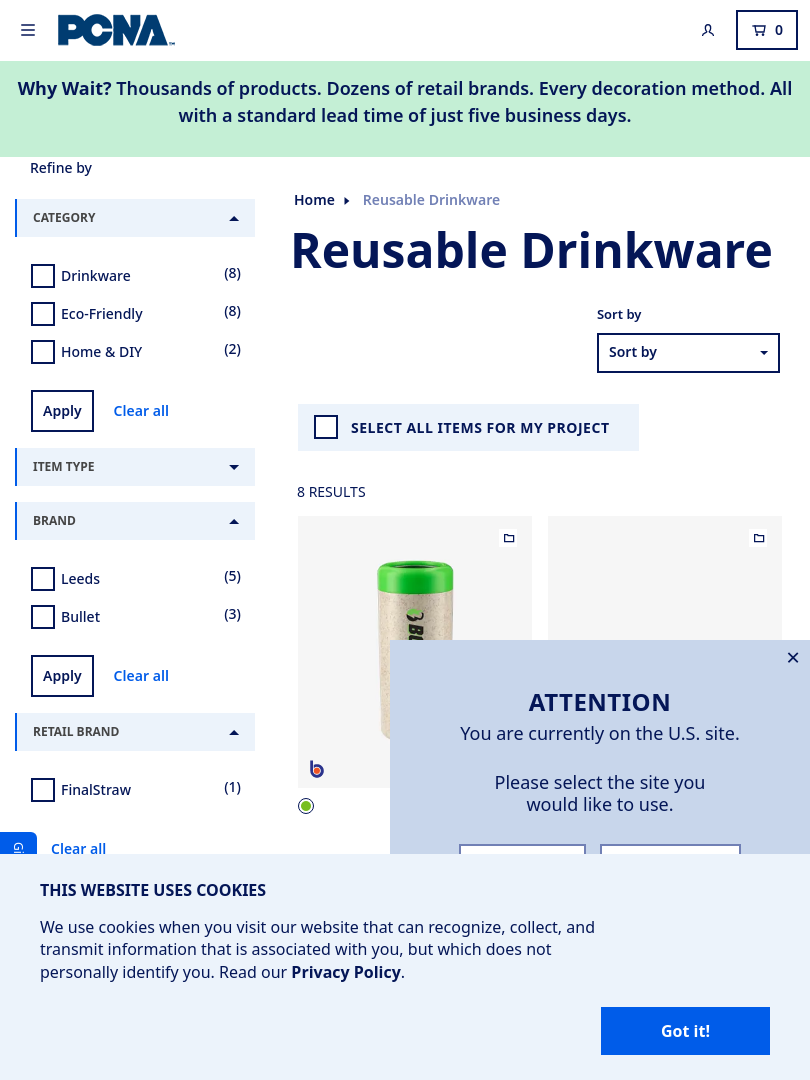 PCNA
0
Why Wait? Thousands of products. Dozens of retail brands. Every decoration method. All
with a standard lead time of just five business days.
Refine by
CATEGORY
Drinkware (8)
Eco-Friendly (8)
Home & DIY (2)
Apply Clear all
ITEM TYPE
BRAND
Leeds (5)
Bullet (3)
Apply Clear all
RETAIL BRAND
FinalStraw (1)
Clear all
Home Reusable Drinkware
Reusable Drinkware
Sort by
Sort by
SELECT ALL ITEMS FOR MY PROJECT
8 RESULTS
b
ATTENTION
You are currently on the U.S. site.
Please select the site you
would like to use.
THIS WEBSITE USES COOKIES
We use cookies when you visit our website that can recognize, collect, and
transmit information that is associated with you, but which does not
personally identify you. Read our Privacy Policy.
Got it!